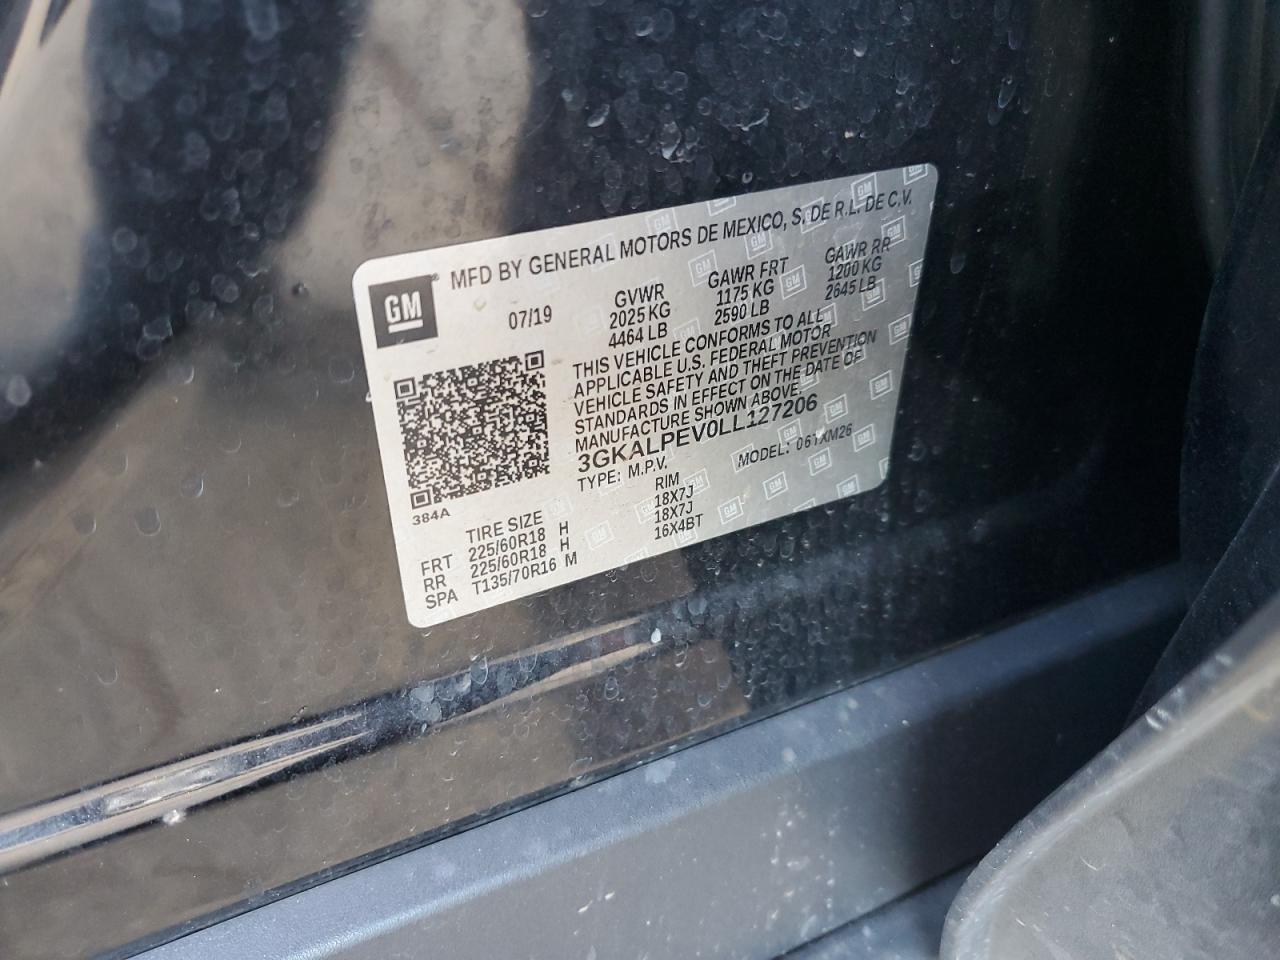 MFD BY GENERAL MOTORS DE MEXICO, S. DE R.L. DE C.V.
GM
07/19
GVWR GAWR FRT GAWR RR
2025 KG 1175 KG 1200 KG
4464 LB 2590 LB 2645 LB
THIS VEHICLE CONFORMS TO ALL
APPLICABLE U.S. FEDERAL MOTOR
VEHICLE SAFETY AND THEFT PREVENTION
STANDARDS IN EFFECT ON THE DATE OF
MANUFACTURE SHOWN ABOVE.
3GKALPEV0LL127206
TYPE: M.P.V. MODEL: 06TXM26
384A
TIRE SIZE RIM
FRT 225/60R18 H 18X7J
RR 225/60R18 H 18X7J
SPA T135/70R16 M 16X4BT